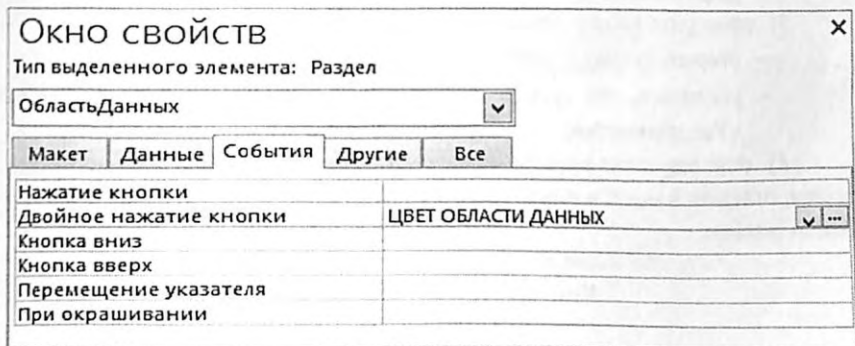 Окно свойств
Тип выделенного элемента: Раздел
ОбластьДанных
Макет Данные События Другие Все
Нажатие кнопки
Двойное нажатие кнопки ЦВЕТ ОБЛАСТИ ДАННЫХ
Кнопка вниз
Кнопка вверх
Перемещение указателя
При окрашивании